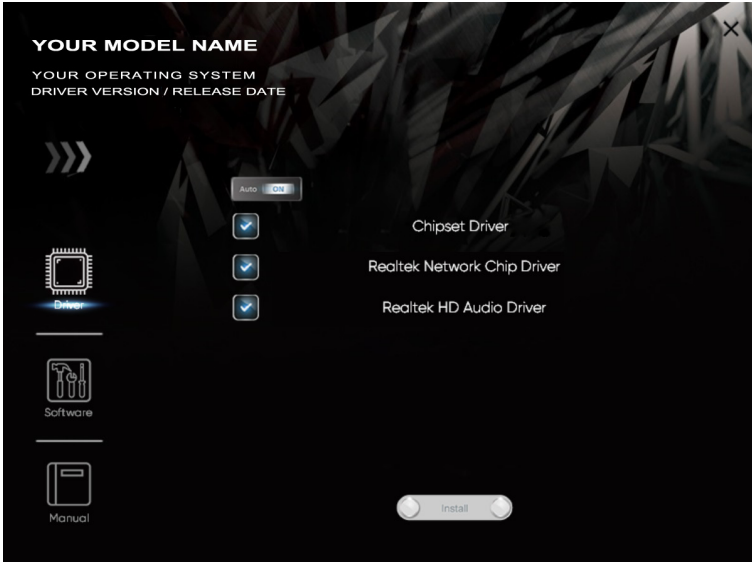 YOUR MODEL NAME
YOUR OPERATING SYSTEM
DRIVER VERSION / RELEASE DATE
Auto ON
Chipset Driver
Realtek Network Chip Driver
Realtek HD Audio Driver
Driver
Software
Manual
Install